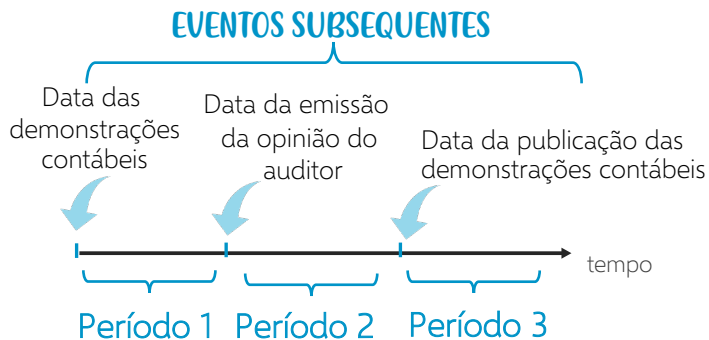 EVENTOS SUBSEQUENTES
Data das
demonstrações
contábeis
Data da emissão
da opinião do
auditor
Data da publicação das
demonstrações contábeis
tempo
Período 1
Período 2
Período 3